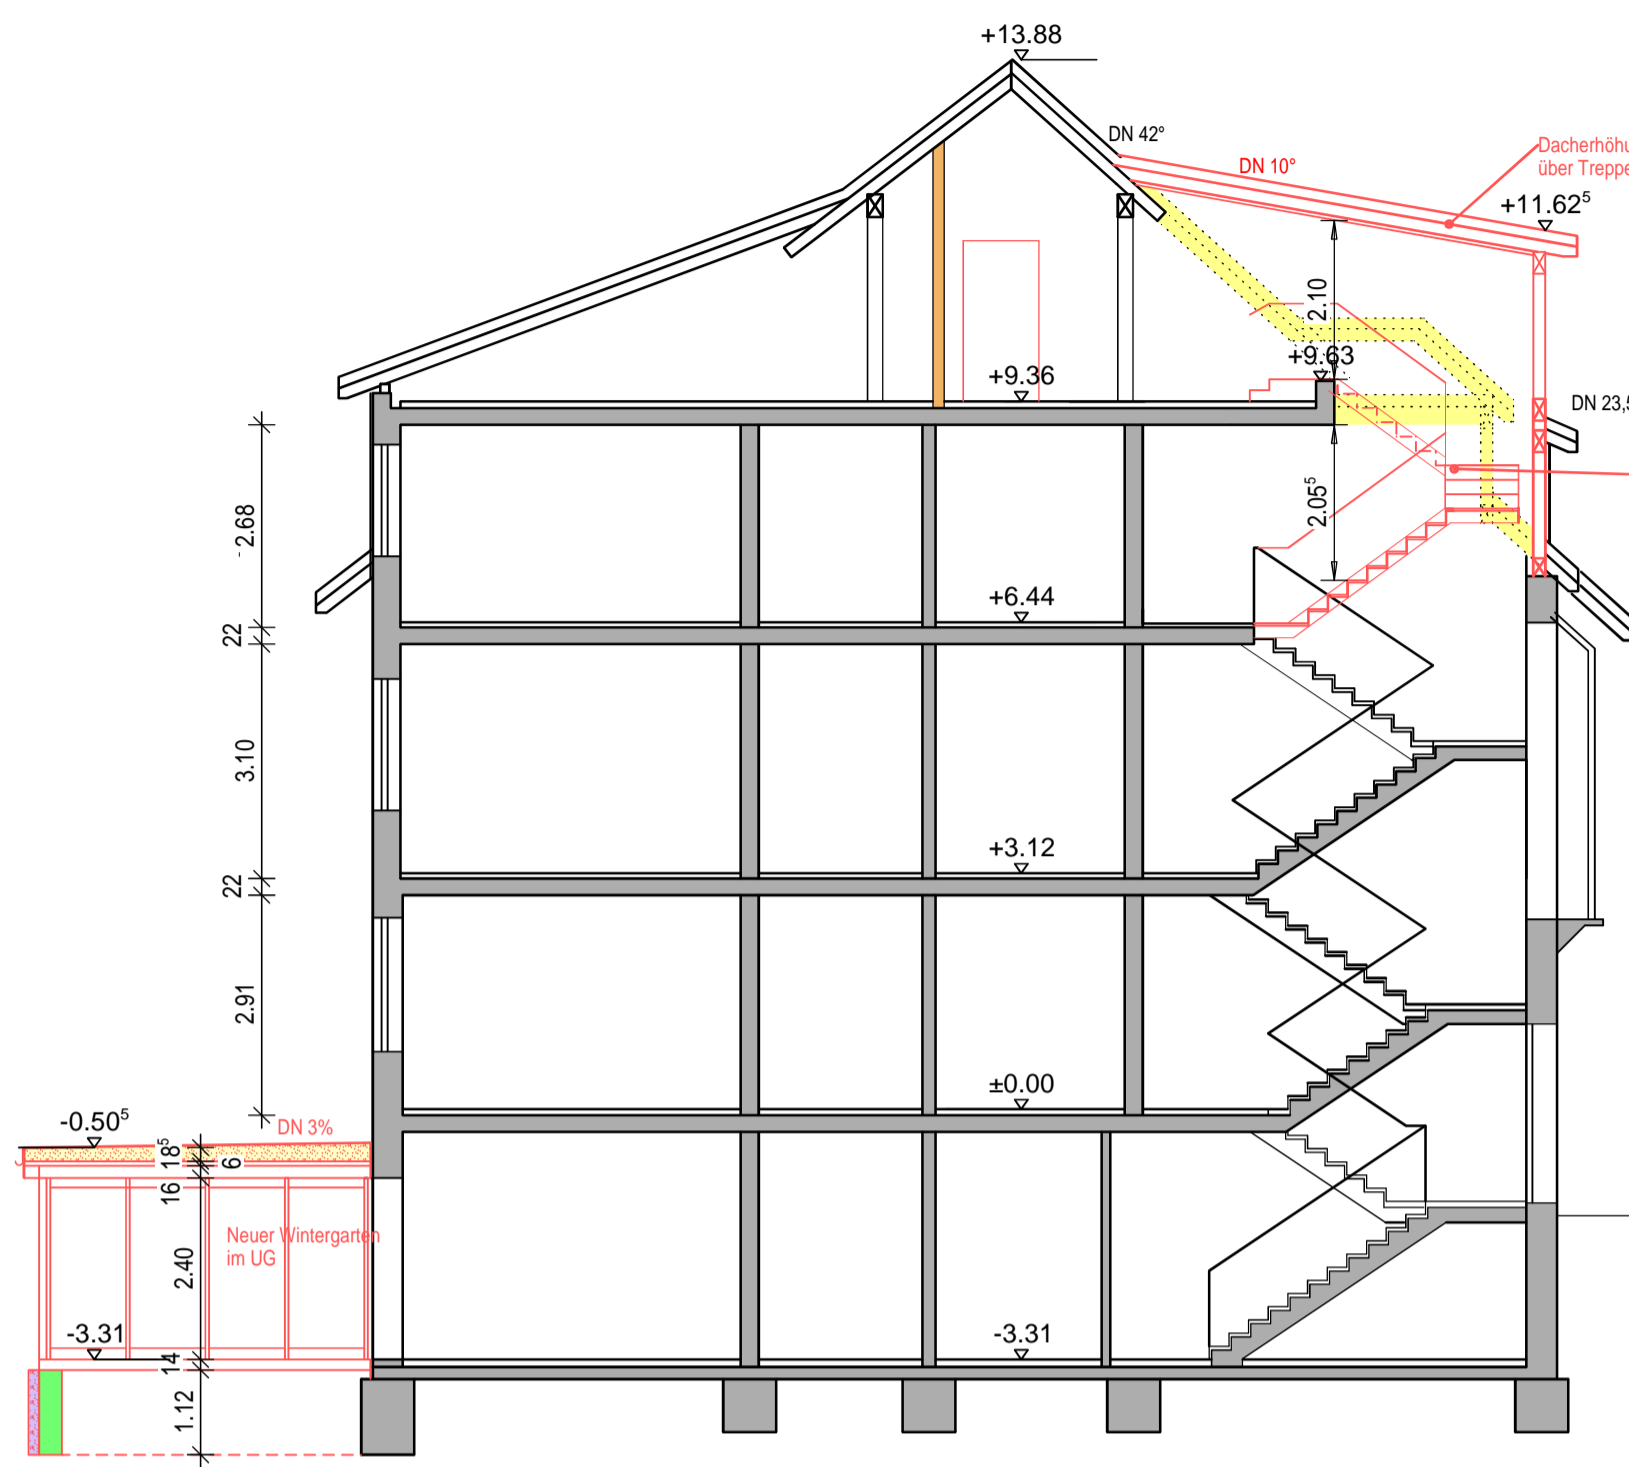 +13.88
DN 42°
DN 10°
Dacherhöhu
über Treppe
+11.62⁵
2.10
+9.63
+9.36
DN 23,5
2.68
2.05⁵
+6.44
22
3.10
+3.12
22
2.91
±0.00
-0.50⁵
DN 3%
18⁵
6
16
Neuer Wintergarten
im UG
2.40
-3.31
-3.31
14
1.12